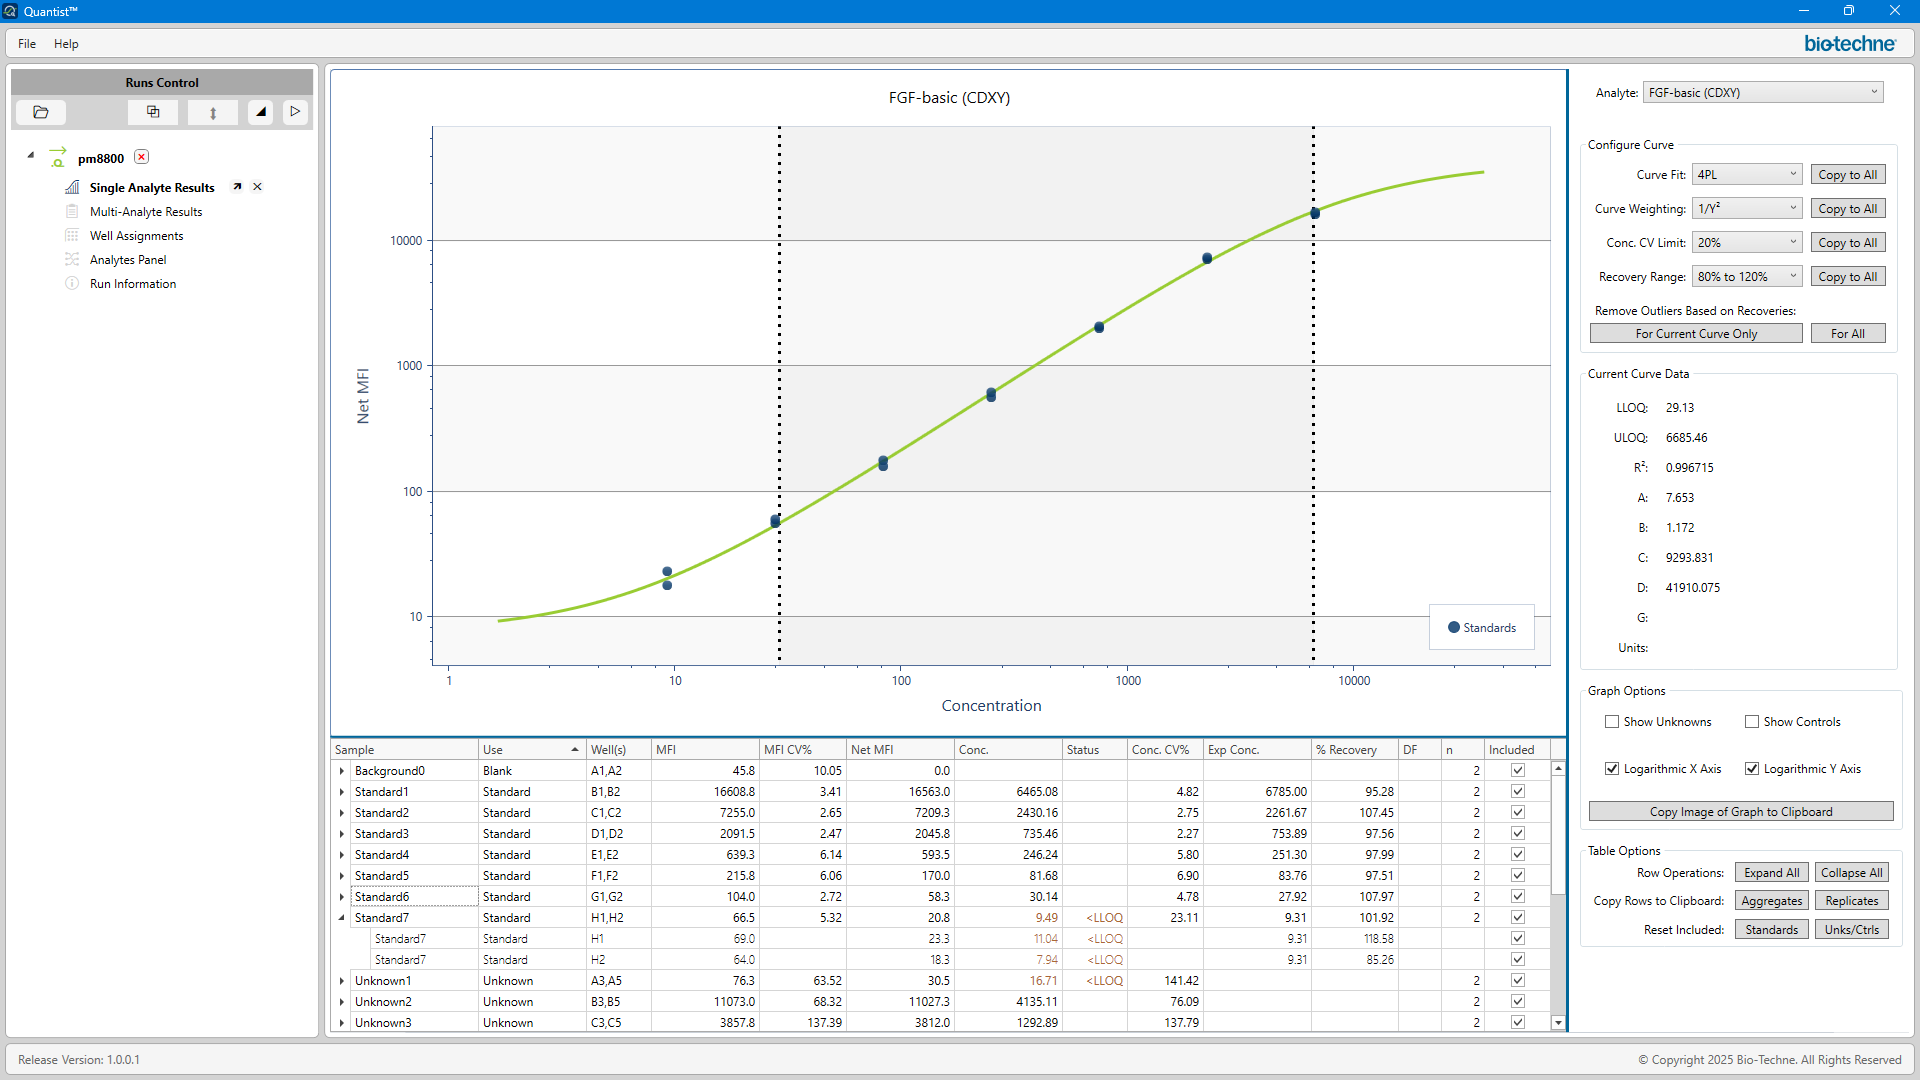 Quantist™
File Help
bio-techne
Runs Control
pm8800
Single Analyte Results
Multi-Analyte Results
Well Assignments
Analytes Panel
Run Information
FGF-basic (CDXY)
Net MFI
10000
1000
100
10
1 10 100 1000 10000
Concentration
Standards
Sample Use Well(s) MFI MFI CV% Net MFI Conc. Status Conc. CV% Exp Conc. % Recovery DF n Included
Background0 Blank A1,A2 45.8 10.05 0.0 2
Standard1 Standard B1,B2 16608.8 3.41 16563.0 6465.08 4.82 6785.00 95.28 2
Standard2 Standard C1,C2 7255.0 2.65 7209.3 2430.16 2.75 2261.67 107.45 2
Standard3 Standard D1,D2 2091.5 2.47 2045.8 735.46 2.27 753.89 97.56 2
Standard4 Standard E1,E2 639.3 6.14 593.5 246.24 5.80 251.30 97.99 2
Standard5 Standard F1,F2 215.8 6.06 170.0 81.68 6.90 83.76 97.51 2
Standard6 Standard G1,G2 104.0 2.72 58.3 30.14 4.78 27.92 107.97 2
Standard7 Standard H1,H2 66.5 5.32 20.8 9.49 <LLOQ 23.11 9.31 101.92 2
Standard7 Standard H1 69.0 23.3 11.04 <LLOQ 9.31 118.58
Standard7 Standard H2 64.0 18.3 7.94 <LLOQ 9.31 85.26
Unknown1 Unknown A3,A5 76.3 63.52 30.5 16.71 <LLOQ 141.42 2
Unknown2 Unknown B3,B5 11073.0 68.32 11027.3 4135.11 76.09 2
Unknown3 Unknown C3,C5 3857.8 137.39 3812.0 1292.89 137.79 2
Analyte: FGF-basic (CDXY)
Configure Curve
Curve Fit: 4PL Copy to All
Curve Weighting: 1/Y² Copy to All
Conc. CV Limit: 20% Copy to All
Recovery Range: 80% to 120% Copy to All
Remove Outliers Based on Recoveries:
For Current Curve Only For All
Current Curve Data
LLOQ: 29.13
ULOQ: 6685.46
R²: 0.996715
A: 7.653
B: 1.172
C: 9293.831
D: 41910.075
G:
Units:
Graph Options
Show Unknowns Show Controls
Logarithmic X Axis Logarithmic Y Axis
Copy Image of Graph to Clipboard
Table Options
Row Operations: Expand All Collapse All
Copy Rows to Clipboard: Aggregates Replicates
Reset Included: Standards Unks/Ctrls
Release Version: 1.0.0.1
© Copyright 2025 Bio-Techne. All Rights Reserved